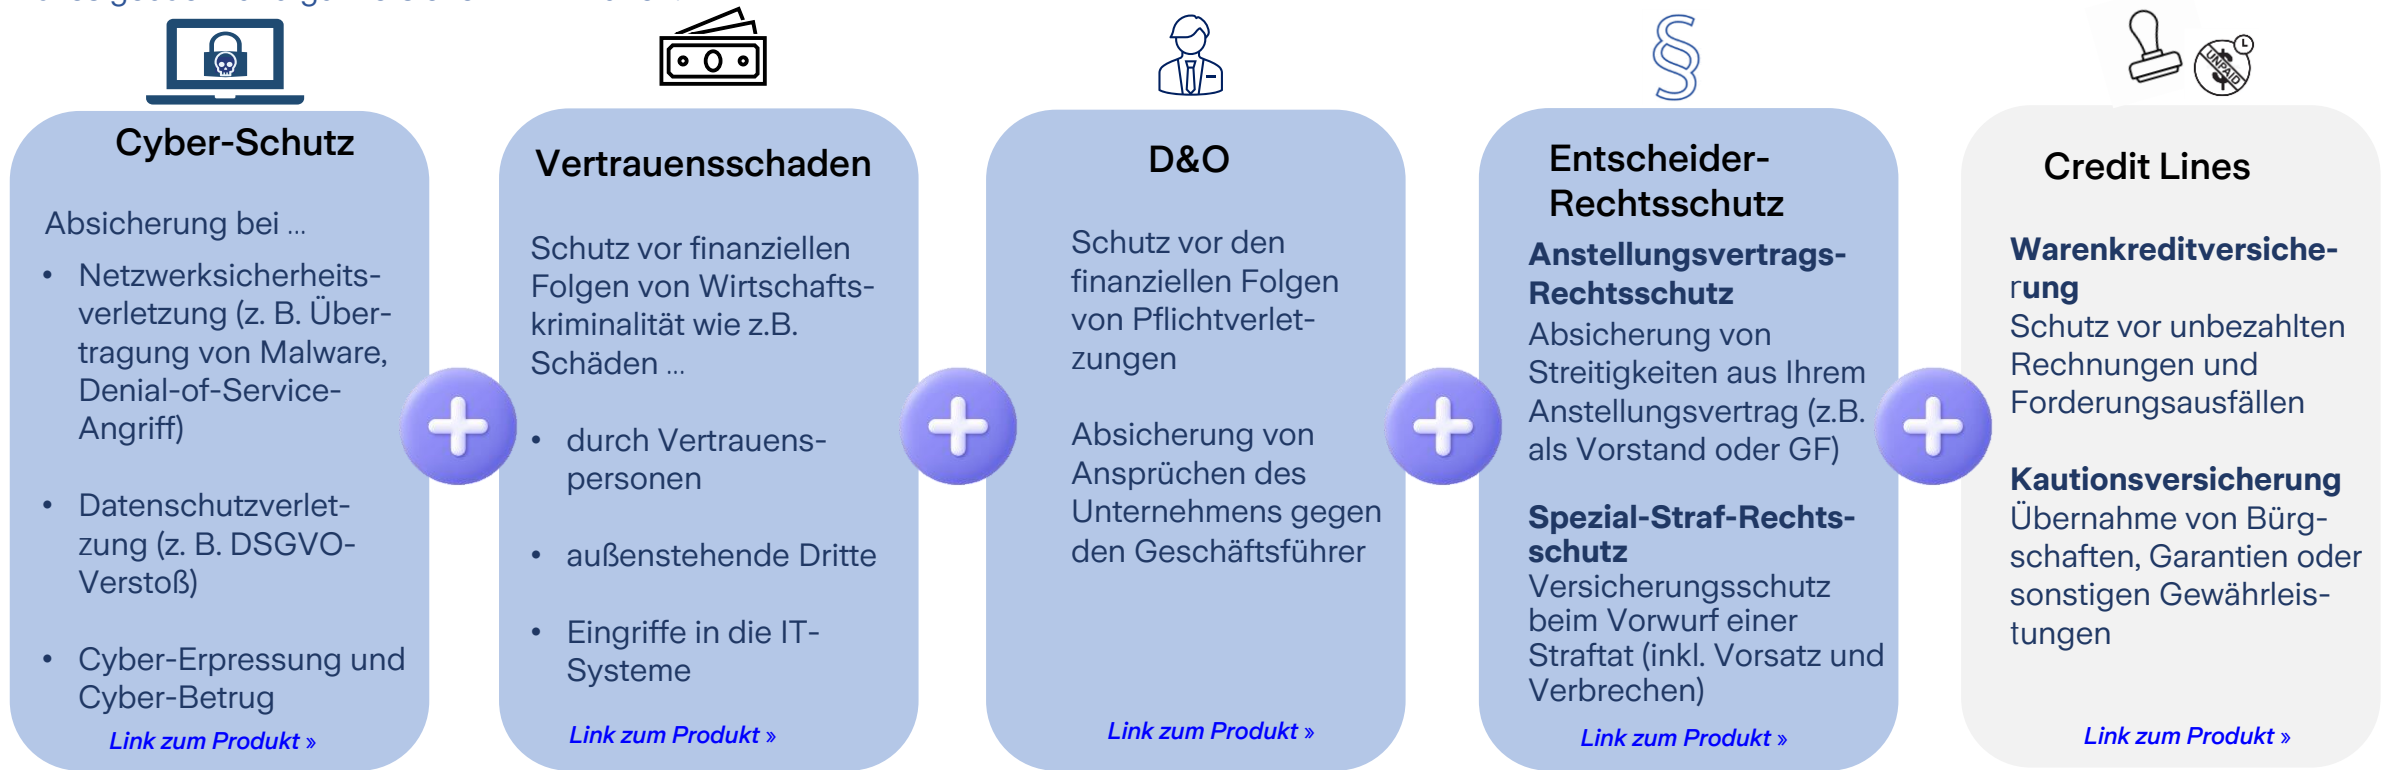 UNPAID
Cyber-Schutz
Absicherung bei ...
• Netzwerksicherheits-
verletzung (z. B. Über-
tragung von Malware,
Denial-of-Service-
Angriff)
• Datenschutzverlet-
zung (z. B. DSGVO-
Verstoß)
• Cyber-Erpressung und
Cyber-Betrug
Link zum Produkt »
Vertrauensschaden
Schutz vor finanziellen
Folgen von Wirtschafts-
kriminalität wie z.B.
Schäden ...
• durch Vertrauens-
personen
• außenstehende Dritte
• Eingriffe in die IT-
Systeme
Link zum Produkt »
D&O
Schutz vor den
finanziellen Folgen
von Pflichtverlet-
zungen
Absicherung von
Ansprüchen des
Unternehmens gegen
den Geschäftsführer
Link zum Produkt »
§
Entscheider-
Rechtsschutz
Anstellungsvertrags-
Rechtsschutz
Absicherung von
Streitigkeiten aus Ihrem
Anstellungsvertrag (z.B.
als Vorstand oder GF)
Spezial-Straf-Rechts-
schutz
Versicherungsschutz
beim Vorwurf einer
Straftat (inkl. Vorsatz und
Verbrechen)
Link zum Produkt »
Credit Lines
Warenkreditversiche-
rung
Schutz vor unbezahlten
Rechnungen und
Forderungsausfällen
Kautionsversicherung
Übernahme von Bürg-
schaften, Garantien oder
sonstigen Gewährleis-
tungen
Link zum Produkt »